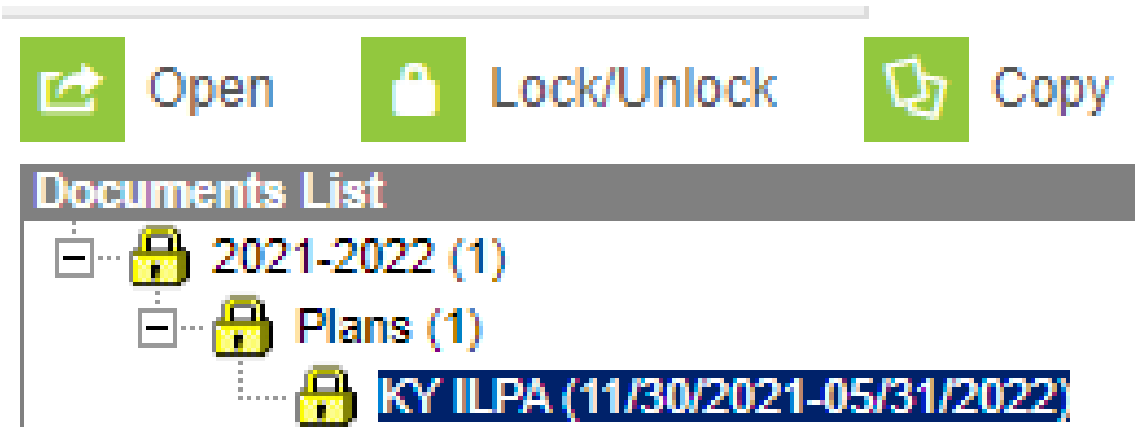 Open Lock/Unlock Copy
Documents List
2021-2022 (1)
Plans (1)
KY ILPA (11/30/2021-05/31/2022)